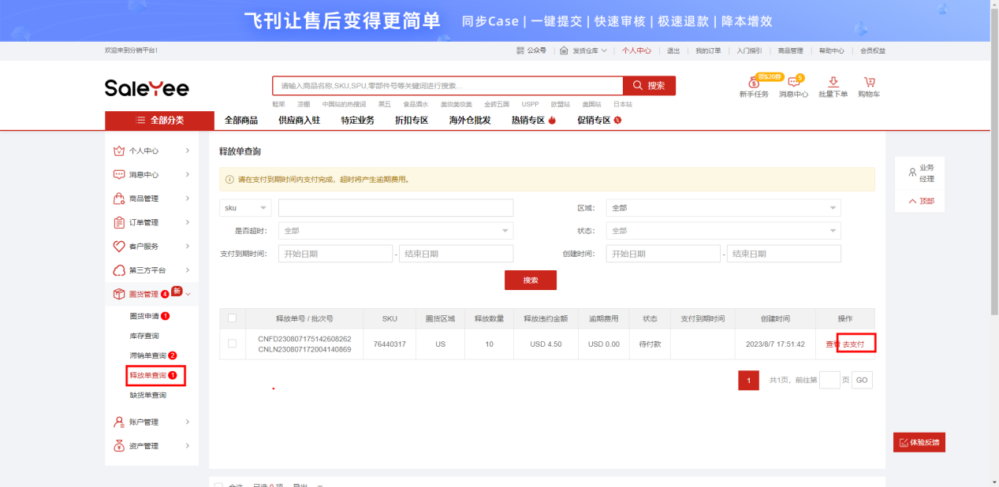 飞刊让售后变得更简单 同步Case | 一键提交 | 快速审核 | 极速退款 | 降本增效
欢迎来到分销平台! 公众号 发货仓库 个人中心 退出 我的订单 入门指引 商品管理 帮助中心 会员权益
SaleYee
请输入商品名称,SKU,SPU,零部件号等关键词进行搜索... 搜索
鞋架 凉棚 中国站的热搜词 黑五 食品酒水 美妆美妆美 金砖五国 USPP 欧盟站 美国站 日本站
领$20券 5
新手任务 消息中心 批量下单 购物车
全部分类 全部商品 供应商入驻 特定业务 折扣专区 海外仓批发 热销专区 促销专区
个人中心
消息中心
商品管理
订单管理
客户服务
第三方平台
圈货管理 4 新
圈货申请 1
库存查询
滞销单查询 2
释放单查询 1
缺货单查询
账户管理
资产管理
释放单查询
请在支付到期时间内支付完成，超时将产生逾期费用。
sku 区域： 全部
是否超时： 全部 状态： 全部
支付到期时间： 开始日期 - 结束日期 创建时间： 开始日期 - 结束日期
搜索
释放单号 / 批次号 SKU 圈货区域 释放数量 释放违约金额 逾期费用 状态 支付到期时间 创建时间 操作
CNFD230807175142608262
CNLN230807172004140869
76440317 US 10 USD 4.50 USD 0.00 待付款 2023/8/7 17:51:42 查看 去支付
1 共1页，前往第 页 GO
业务
经理
顶部
体验反馈
全选 已选 0 项 导出